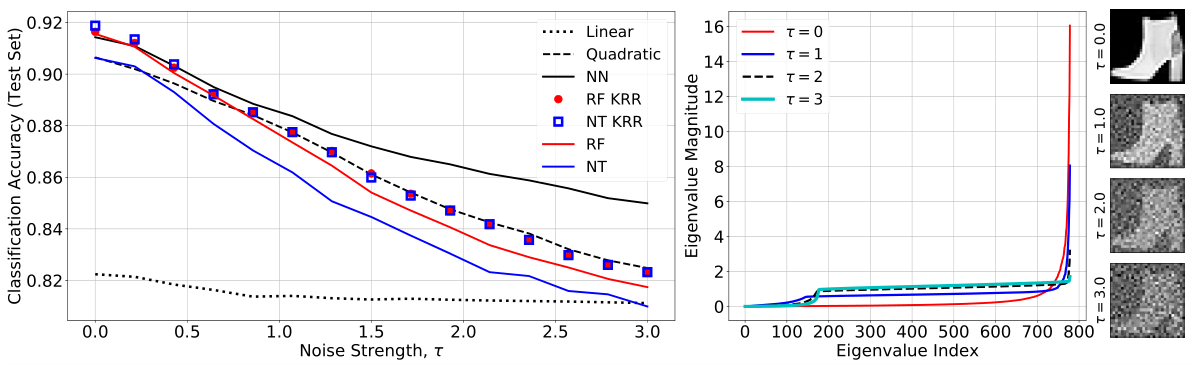 Classification Accuracy (Test Set)
0.92
0.90
0.88
0.86
0.84
0.82
0.0
0.5
1.0
1.5
2.0
2.5
3.0
Noise Strength, τ
Linear
Quadratic
NN
RF KRR
NT KRR
RF
NT
Eigenvalue Magnitude
16
14
12
10
8
6
4
2
0
0
100
200
300
400
500
600
700
800
Eigenvalue Index
τ = 0
τ = 1
τ = 2
τ = 3
τ = 0.0
τ = 1.0
τ = 2.0
τ = 3.0